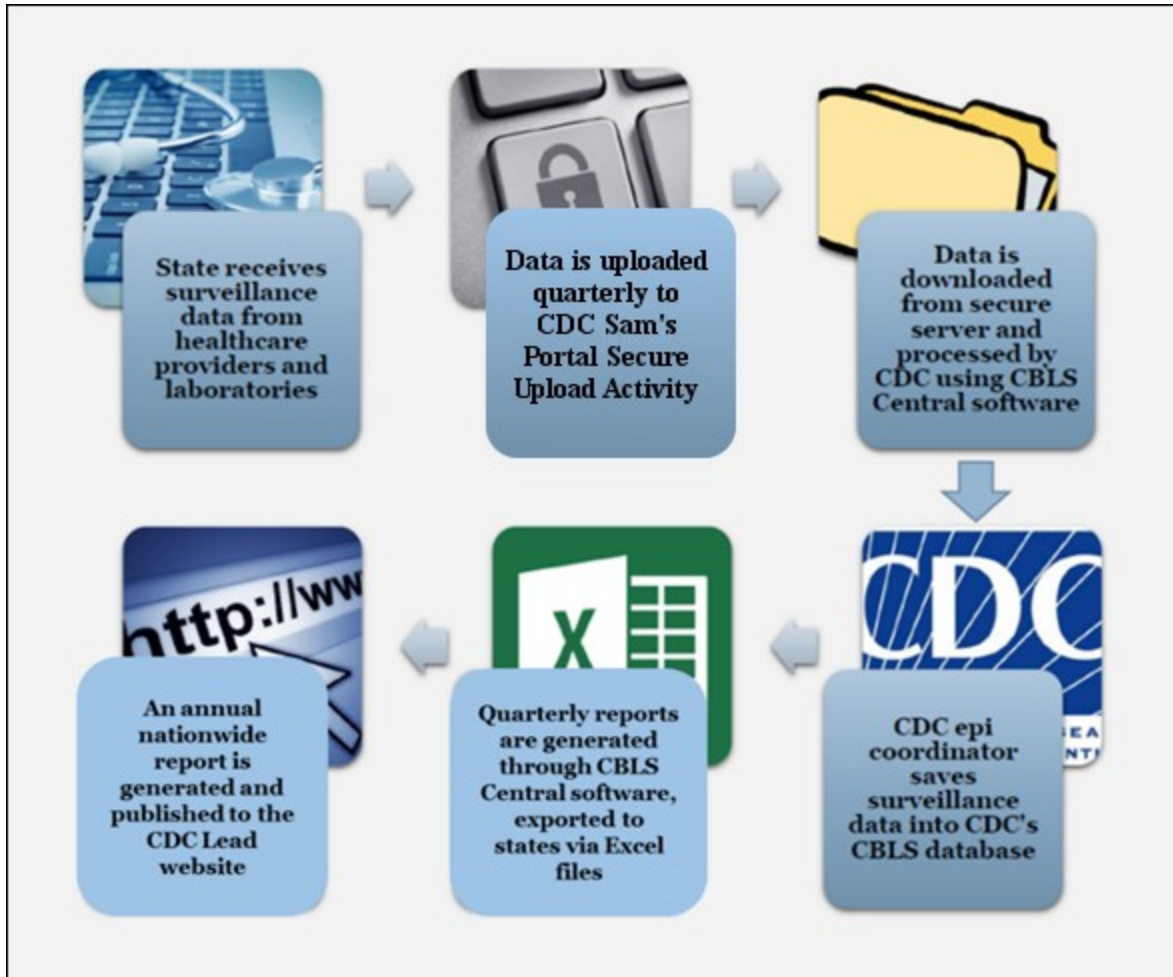 State receives
surveillance
data from
healthcare
providers and
laboratories
Data is uploaded
quarterly to
CDC Sam's
Portal Secure
Upload Activity
Data is
downloaded
from secure
server and
processed by
CDC using CBLS
Central software
CDC
CDC epi
coordinator
saves
surveillance
data into CDC's
CBLS database
X
Quarterly reports
are generated
through CBLS
Central software,
exported to
states via Excel
files
http://ww
An annual
nationwide
report is
generated and
published to the
CDC Lead
website